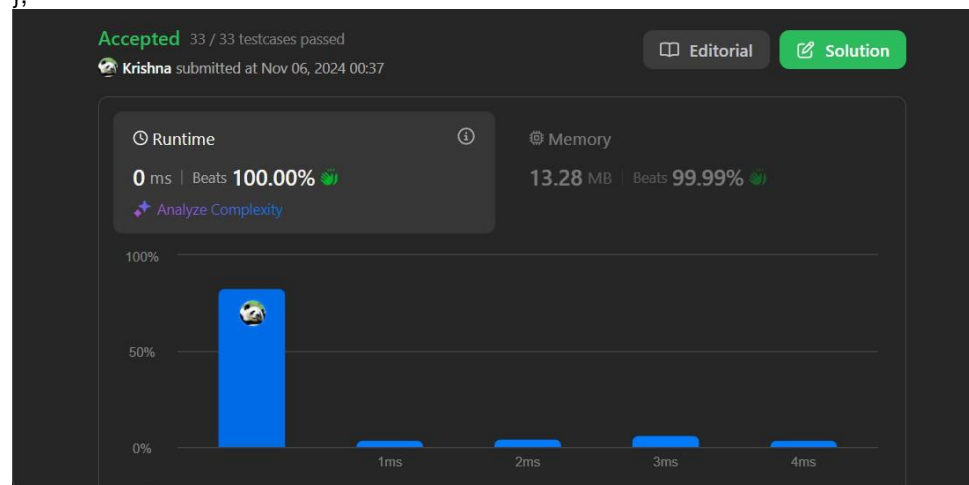 };
Accepted 33 / 33 testcases passed
Editorial
Solution
Krishna submitted at Nov 06, 2024 00:37
Runtime
Memory
0 ms | Beats 100.00%
13.28 MB | Beats 99.99%
Analyze Complexity
100%
50%
0%
1ms 2ms 3ms 4ms